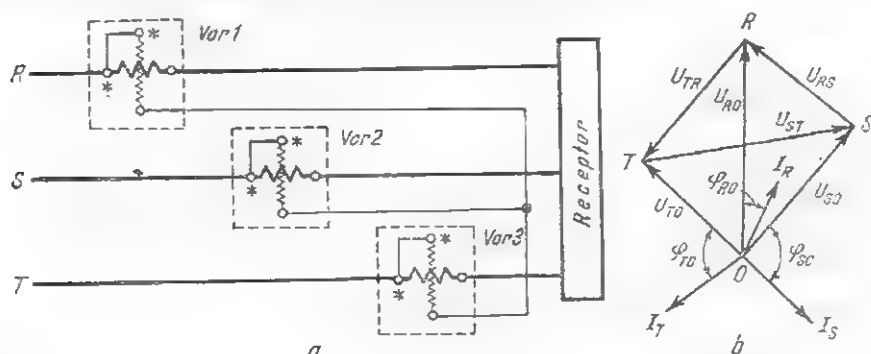 Var1
*
R
*
Var2
*
S
*
Var3
*
T
*
Receptor
a
R
U_TR
U_RO
U_RS
U_ST
S
T
I_R
φ_RO
U_TO
U_SO
φ_TO
φ_SO
O
I_T
I_S
b